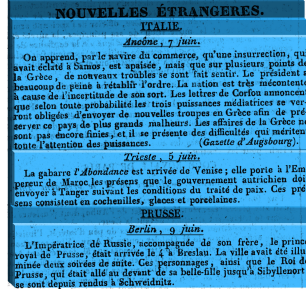 NOUVELLES ÉTRANGÈRES.
ITALIE.
Ancône, 7 juin.
On apprend, par le navire du commerce, qu'une insurrection, qui
avait éclaté à Samos, est apaisée, mais que sur plusieurs points de
la Grèce, de nouveaux troubles se sont fait sentir. Le président a
beaucoup de peine à rétablir l'ordre. La nation est très mécontente
à cause de l'incertitude de son sort. Les lettres de Corfou annoncent
que selon toute probabilité les trois puissances médiatrices se ver-
ront obligées d'envoyer de nouvelles troupes en Grèce afin de pré-
server ce pays de plus grands malheurs. Les affaires de la Grèce ne
sont pas encore finies, et il se présente des difficultés qui méritent
toute l'attention des puissances. (Gazette d'Augsbourg).
Trieste, 5 juin.
La gabarre l'Abondance est arrivée de Venise; elle porte à l'Em-
pereur de Maroc les présens que le gouvernement autrichien doit
envoyer à Tanger suivant les conditions du traité de paix. Ces pré-
sens consistent en cochenilles, glaces et porcelaines.
PRUSSE.
Berlin, 9 juin.
L'Impératrice de Russie, accompagnée de son frère, le prince
royal de Prusse, était arrivée le 4 à Breslau. La ville avait été illu-
minée deux soirées de suite. Ces personnages, ainsi que le Roi de
Prusse, qui était allé au devant de sa belle-fille jusqu'à Sibyllenort
se sont depuis rendus à Schveidnitz.